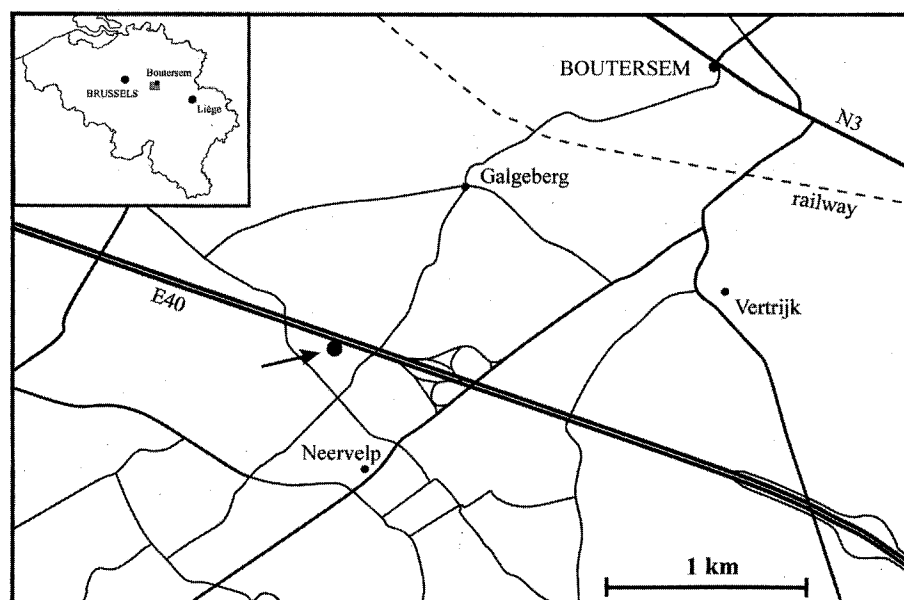 Boutersem
BRUSSELS
Liège
BOUTERSEM
N3
Galgeberg
railway
E40
Vertrijk
Neervelp
1 km